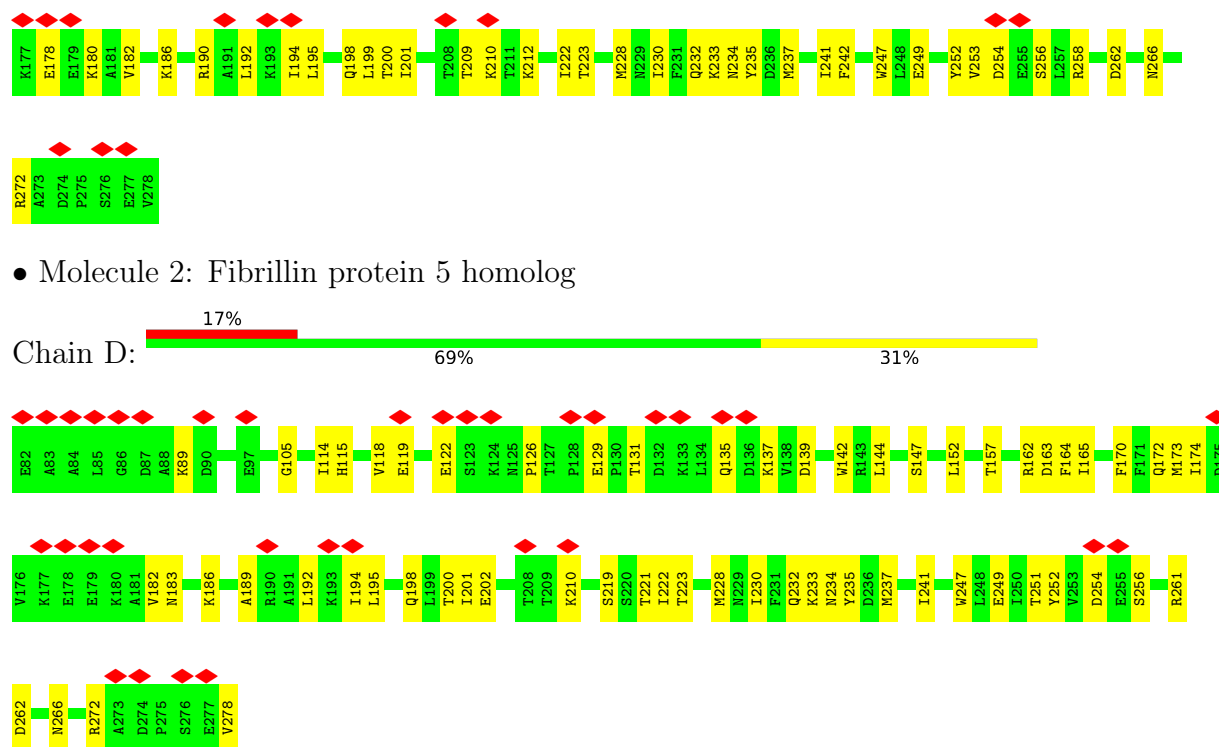 K177 E178 E179 K180 A181 V182 K186 R190 A191 L192 K193 I194 L195 Q198 L199 T200 I201 T208 T209 K210 T211 K212 I222 T223 M228 N229 I230 F231 Q232 K233 N234 Y235 D236 M237 I241 F242 W247 L248 E249 Y252 V253 D254 E255 S256 L257 R258 D262 N266
R272 A273 D274 P275 S276 E277 V278
• Molecule 2: Fibrillin protein 5 homolog
17%
Chain D: 69% 31%
E82 A83 A84 L85 G86 D87 A88 K89 D90 E97 G105 I114 H115 V118 E119 E122 S123 K124 N125 P126 T127 P128 E129 P130 T131 D132 K133 L134 Q135 D136 K137 V138 D139 W142 R143 L144 S147 L152 T157 R162 D163 F164 I165 F170 F171 Q172 M173 I174
V176 K177 E178 E179 K180 A181 V182 N183 K186 A189 R190 A191 L192 K193 I194 L195 Q198 L199 T200 I201 E202 T208 T209 K210 S219 S220 T221 I222 T223 M228 N229 I230 F231 Q232 K233 N234 Y235 D236 M237 I241 W247 L248 E249 I250 T251 Y252 V253 D254 E255 S256 R261
D262 N266 R272 A273 D274 P275 S276 E277 V278